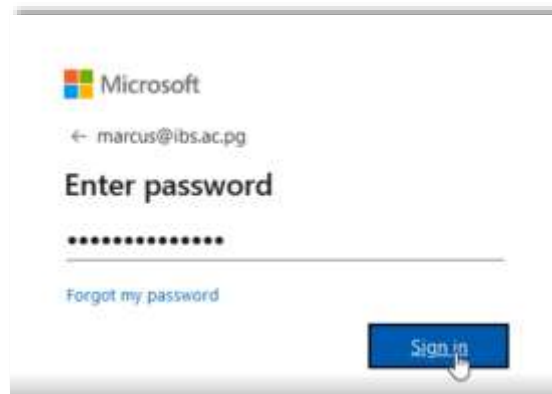 Microsoft
← marcus@ibs.ac.pg
Enter password
••••••••••••••
Forgot my password
Sign in